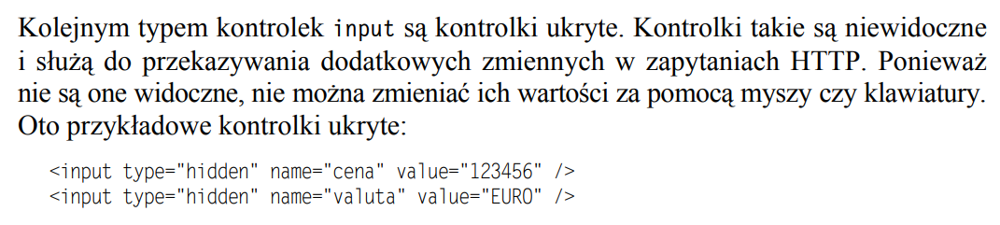 Kolejnym typem kontrolek input są kontrolki ukryte. Kontrolki takie są niewidoczne
i służą do przekazywania dodatkowych zmiennych w zapytaniach HTTP. Ponieważ
nie są one widoczne, nie można zmieniać ich wartości za pomocą myszy czy klawiatury.
Oto przykładowe kontrolki ukryte:
<input type="hidden" name="cena" value="123456" />
<input type="hidden" name="valuta" value="EURO" />